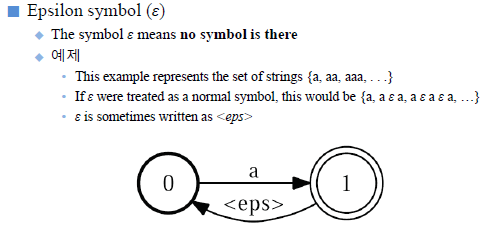 Epsilon symbol (ε)
The symbol ε means no symbol is there
예제
This example represents the set of strings {a, aa, aaa, . . .}
If ε were treated as a normal symbol, this would be {a, a ε a, a ε a ε a, …}
ε is sometimes written as <eps>
a
0
1
<eps>